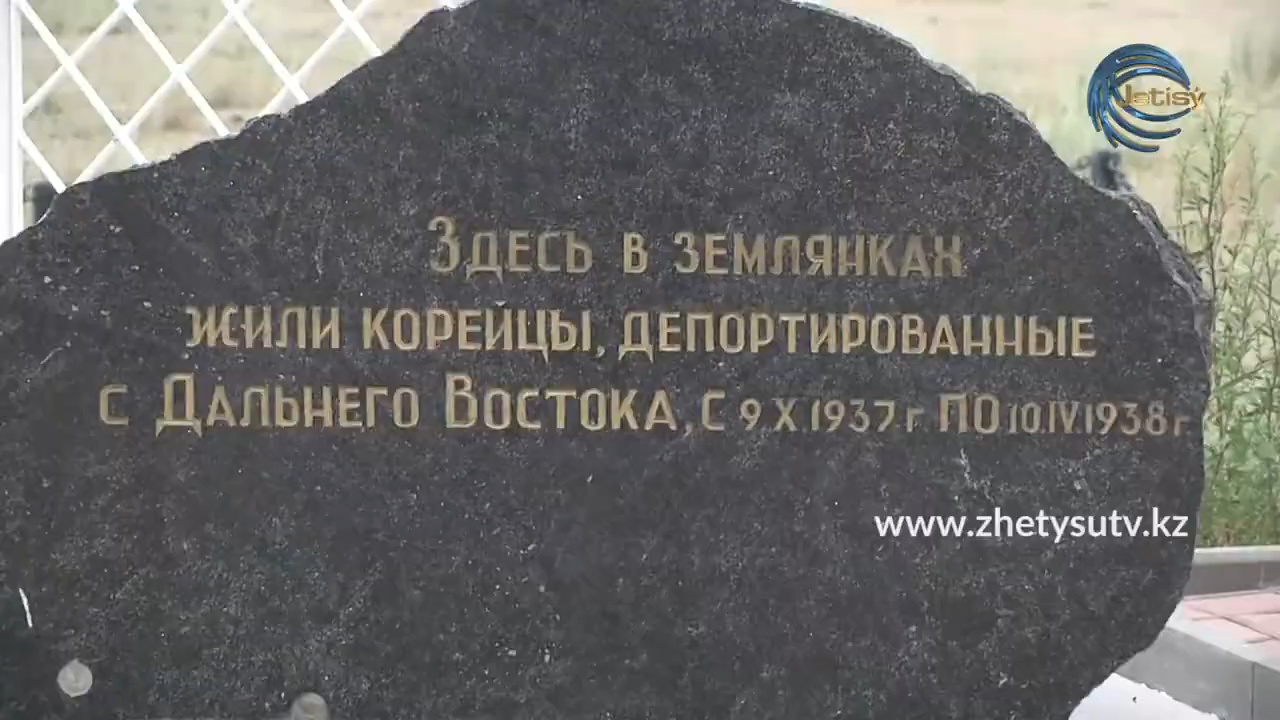 Jetisý
Здесь в землянках
жили корейцы, депортированные
с Дальнего Востока, с 9 X 1937 г ПО 10.IV.1938 г
www.zhetysutv.kz